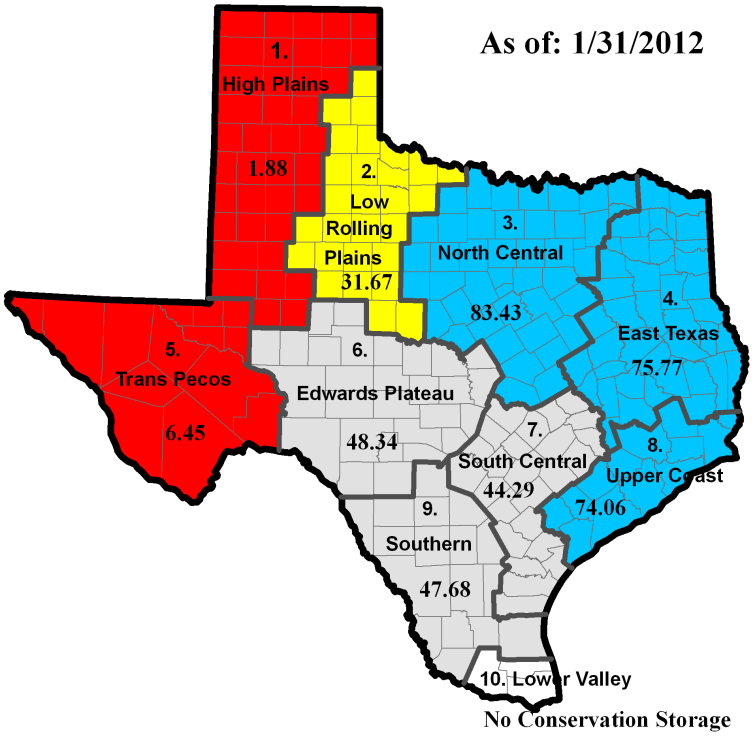 As of: 1/31/2012
1.
High Plains
1.88
2.
Low
Rolling
Plains
31.67
3.
North Central
83.43
4.
East Texas
75.77
5.
Trans Pecos
6.45
6.
Edwards Plateau
48.34
7.
South Central
44.29
8.
Upper Coast
74.06
9.
Southern
47.68
10. Lower Valley
No Conservation Storage